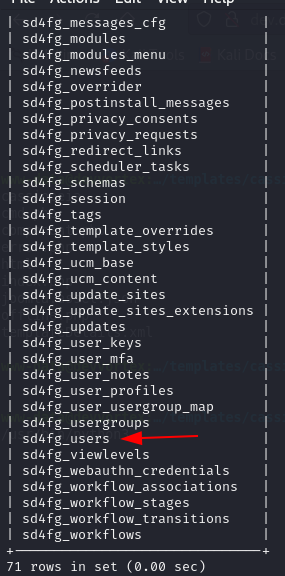 File Actions Edit View Help
| sd4fg_messages_cfg |
| sd4fg_modules |
| sd4fg_modules_menu |
| sd4fg_newsfeeds |
| sd4fg_overrider |
| sd4fg_postinstall_messages |
| sd4fg_privacy_consents |
| sd4fg_privacy_requests |
| sd4fg_redirect_links |
| sd4fg_scheduler_tasks |
| sd4fg_schemas |
| sd4fg_session |
| sd4fg_tags |
| sd4fg_template_overrides |
| sd4fg_template_styles |
| sd4fg_ucm_base |
| sd4fg_ucm_content |
| sd4fg_update_sites |
| sd4fg_update_sites_extensions |
| sd4fg_updates |
| sd4fg_user_keys |
| sd4fg_user_mfa |
| sd4fg_user_notes |
| sd4fg_user_profiles |
| sd4fg_user_usergroup_map |
| sd4fg_usergroups |
| sd4fg_users |
| sd4fg_viewlevels |
| sd4fg_webauthn_credentials |
| sd4fg_workflow_associations |
| sd4fg_workflow_stages |
| sd4fg_workflow_transitions |
| sd4fg_workflows |
+-------------------------------+
71 rows in set (0.00 sec)